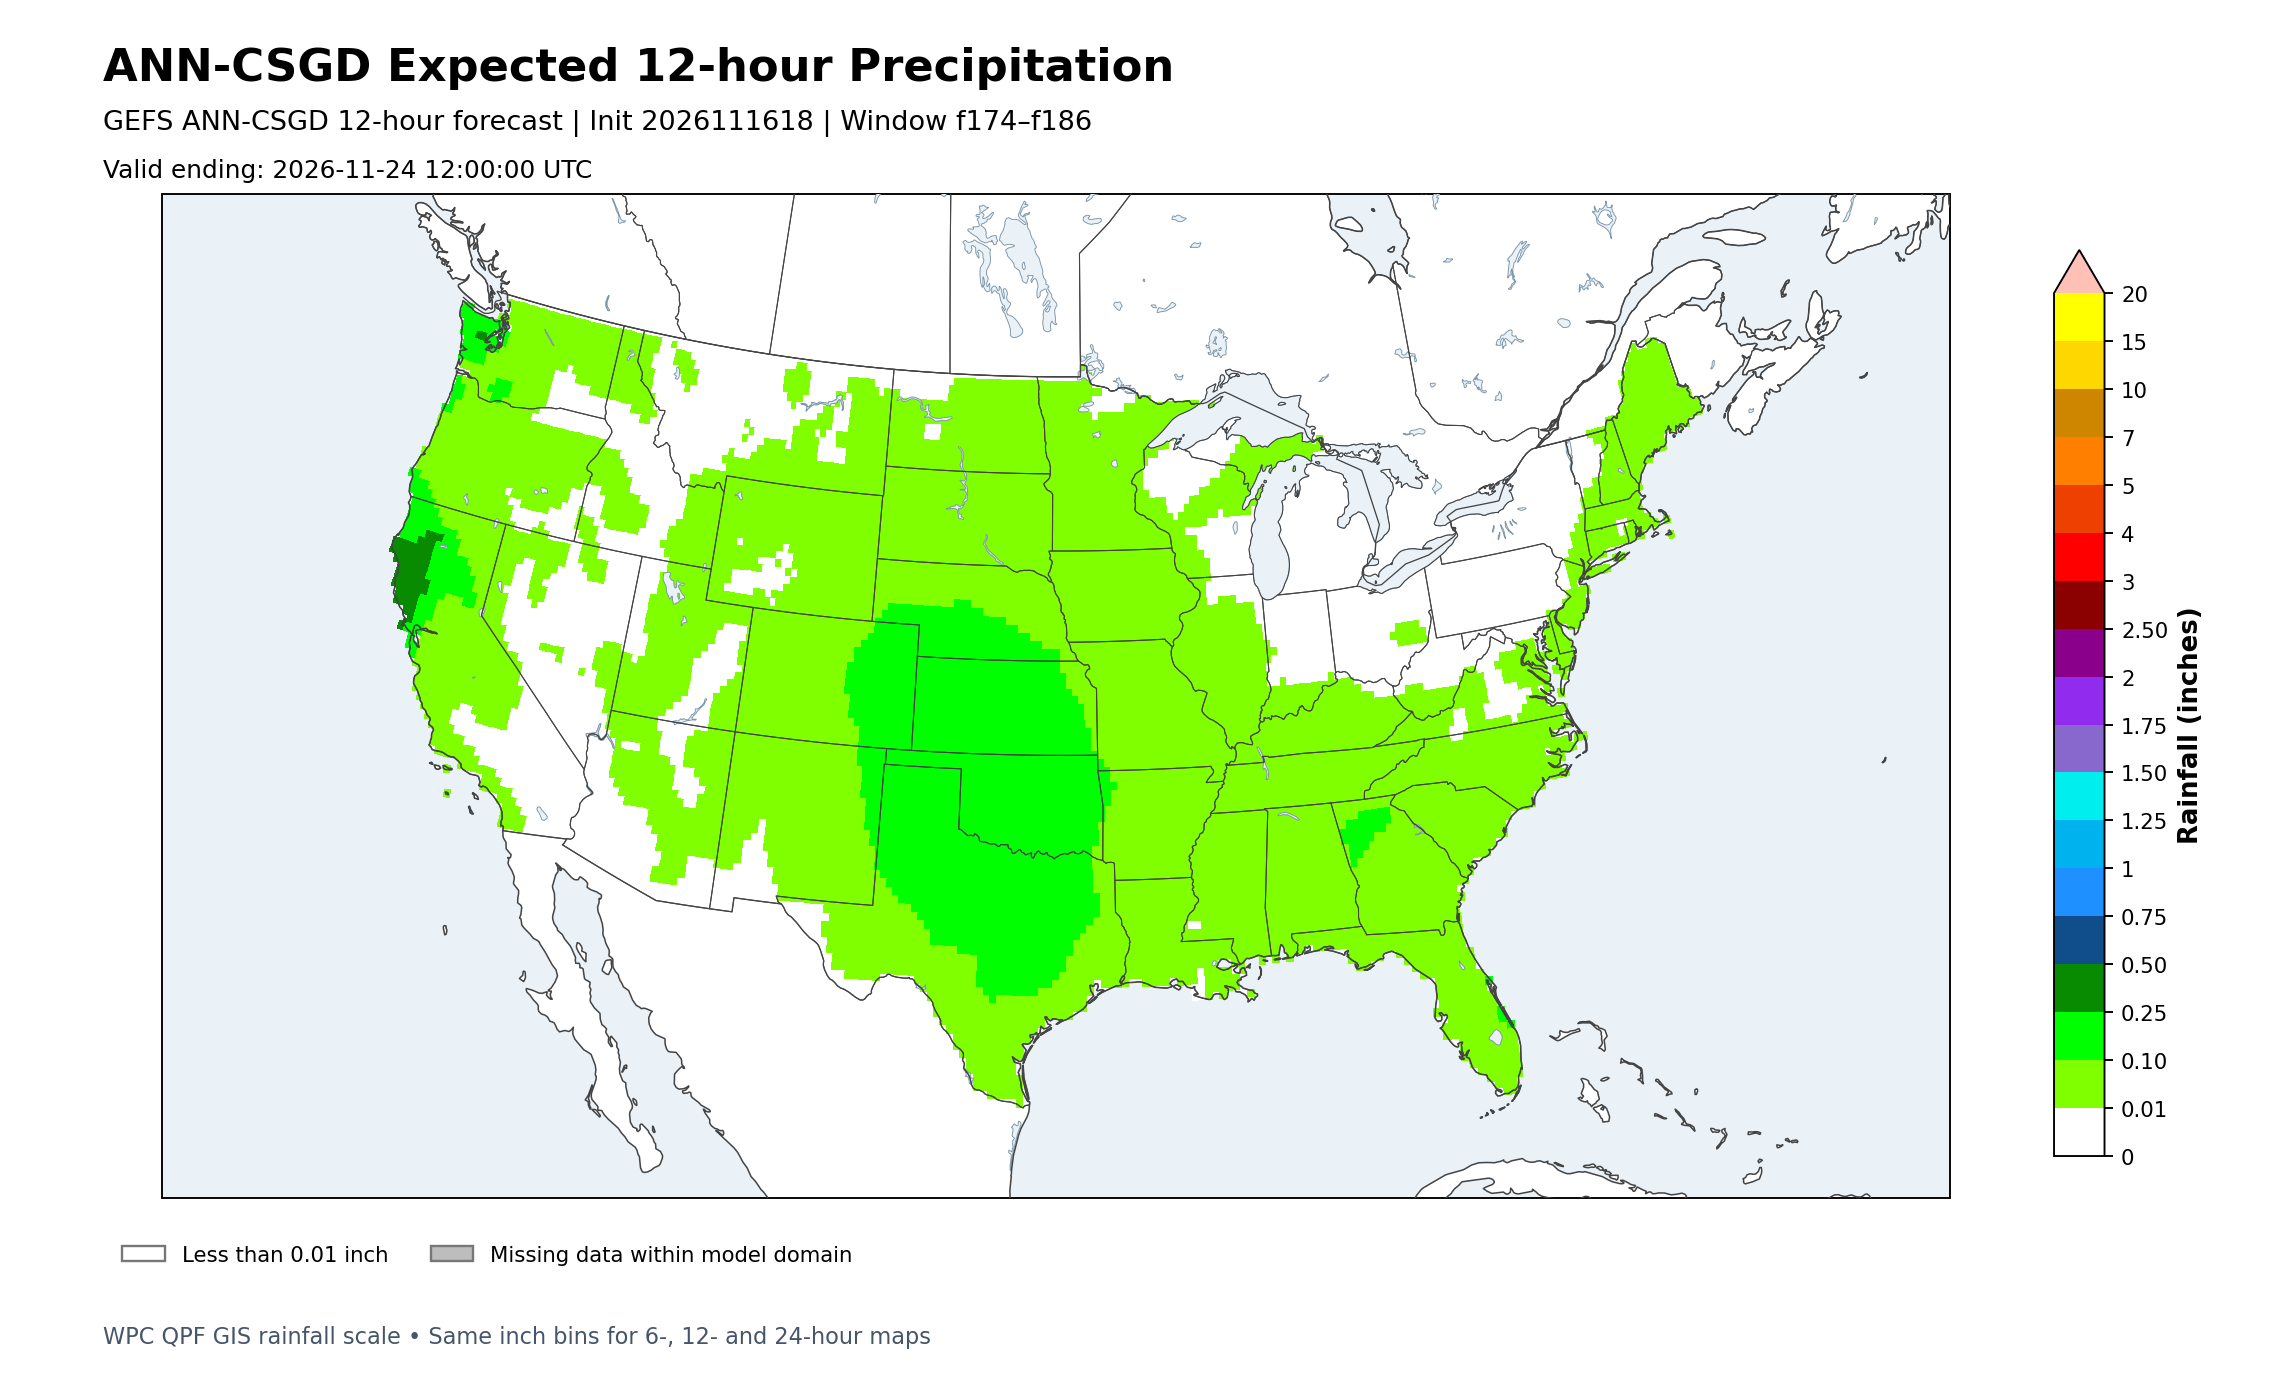 ANN-CSGD Expected 12-hour Precipitation
GEFS ANN-CSGD 12-hour forecast | Init 2026111618 | Window f174–f186
Valid ending: 2026-11-24 12:00:00 UTC
20
15
10
7
5
4
3
2.50
2
1.75
1.50
1.25
1
0.75
0.50
0.25
0.10
0.01
0
Rainfall (inches)
Less than 0.01 inch
Missing data within model domain
WPC QPF GIS rainfall scale • Same inch bins for 6-, 12- and 24-hour maps